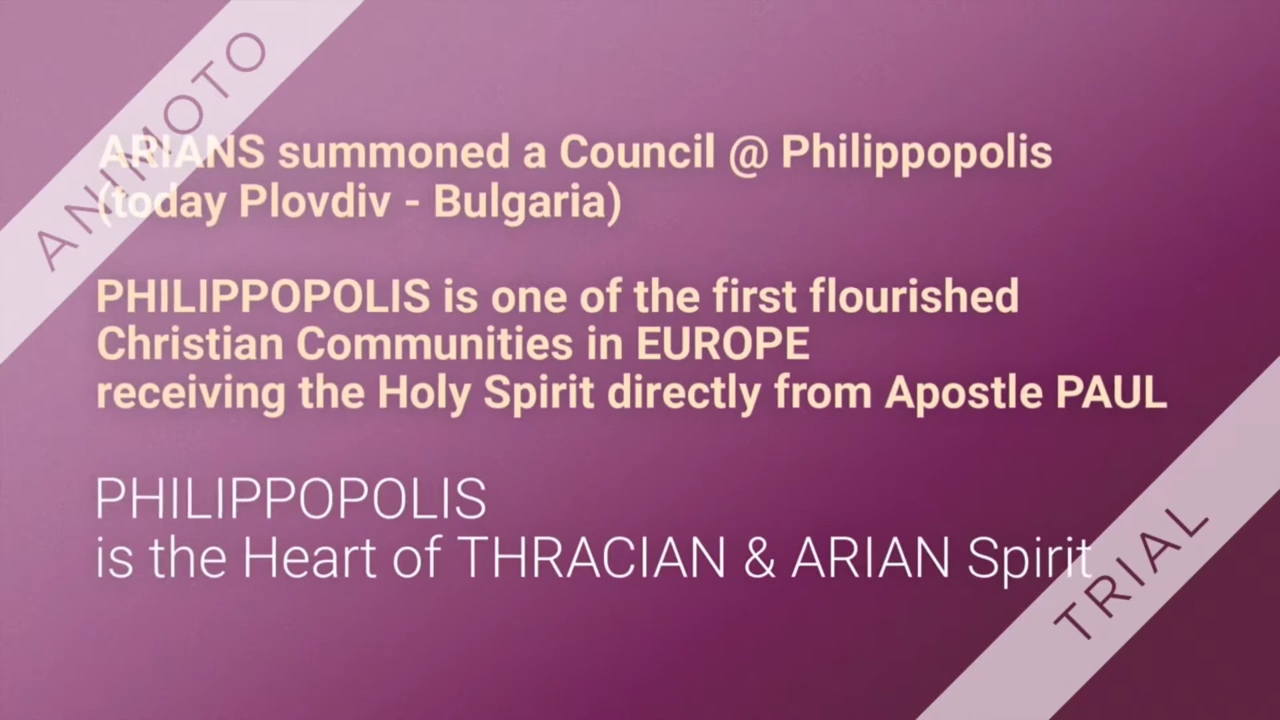 ANIMOTO
ARIANS summoned a Council @ Philippopolis
(today Plovdiv - Bulgaria)
PHILIPPOPOLIS is one of the first flourished
Christian Communities in EUROPE
receiving the Holy Spirit directly from Apostle PAUL
PHILIPPOPOLIS
is the Heart of THRACIAN & ARIAN Spirit
TRIAL